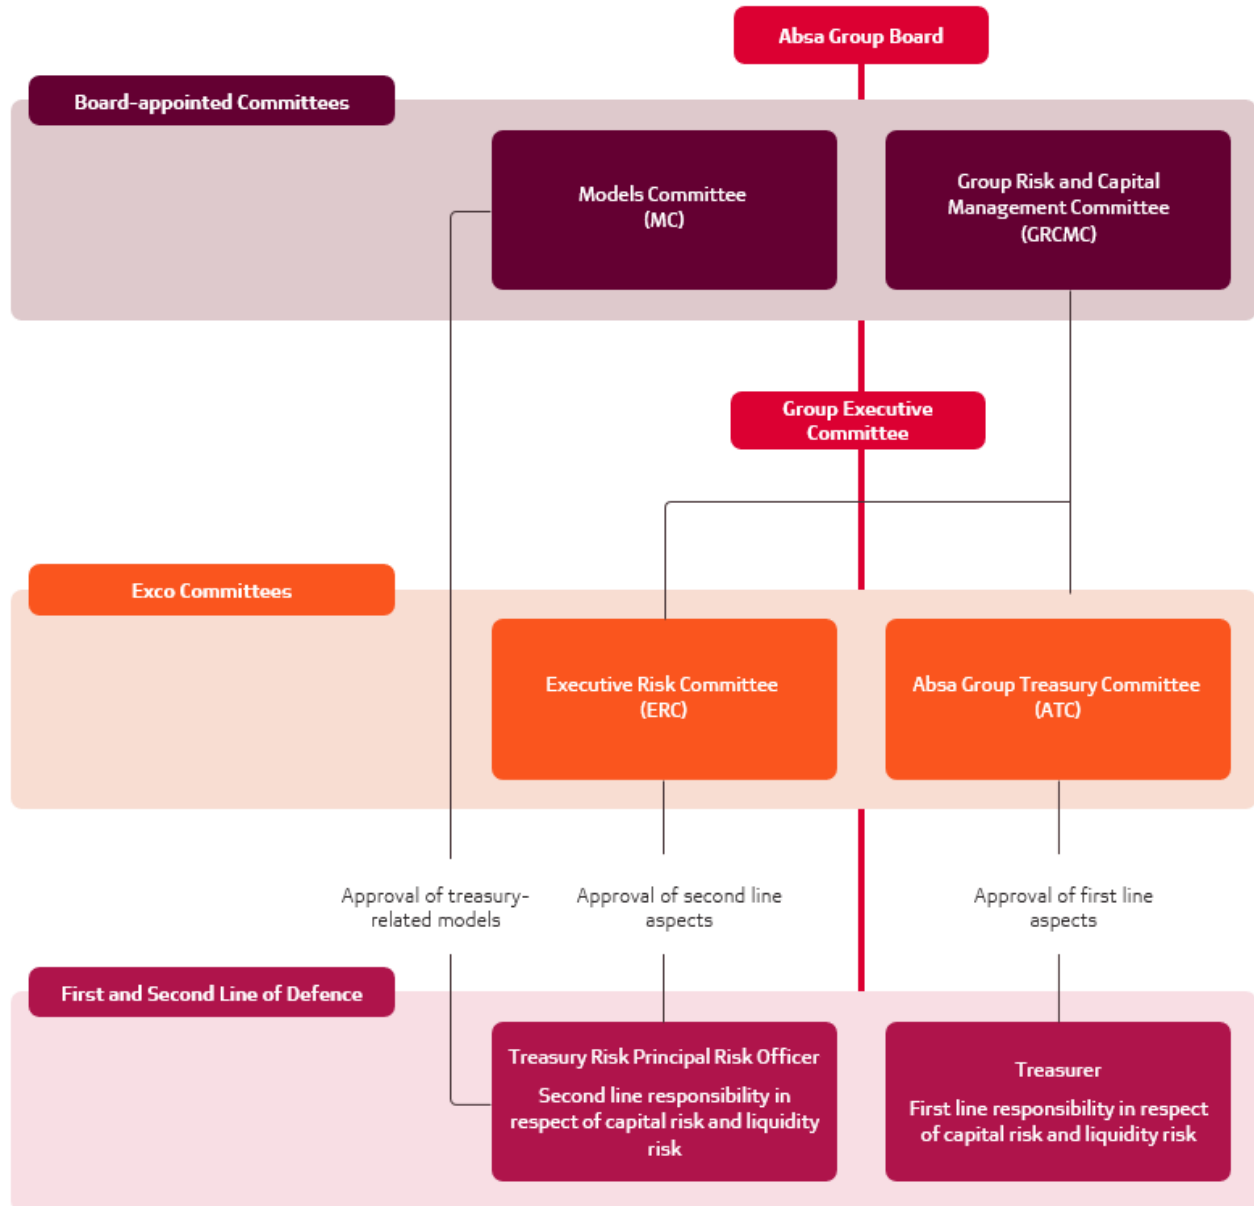 Absa Group Board
Board-appointed Committees
Models Committee
(MC)
Group Risk and Capital
Management Committee
(GRCMC)
Group Executive
Committee
Exco Committees
Executive Risk Committee
(ERC)
Absa Group Treasury Committee
(ATC)
Approval of treasury-
related models
Approval of second line
aspects
Approval of first line
aspects
First and Second Line of Defence
Treasury Risk Principal Risk Officer
Second line responsibility in
respect of capital risk and liquidity
risk
Treasurer
First line responsibility in respect
of capital risk and liquidity risk